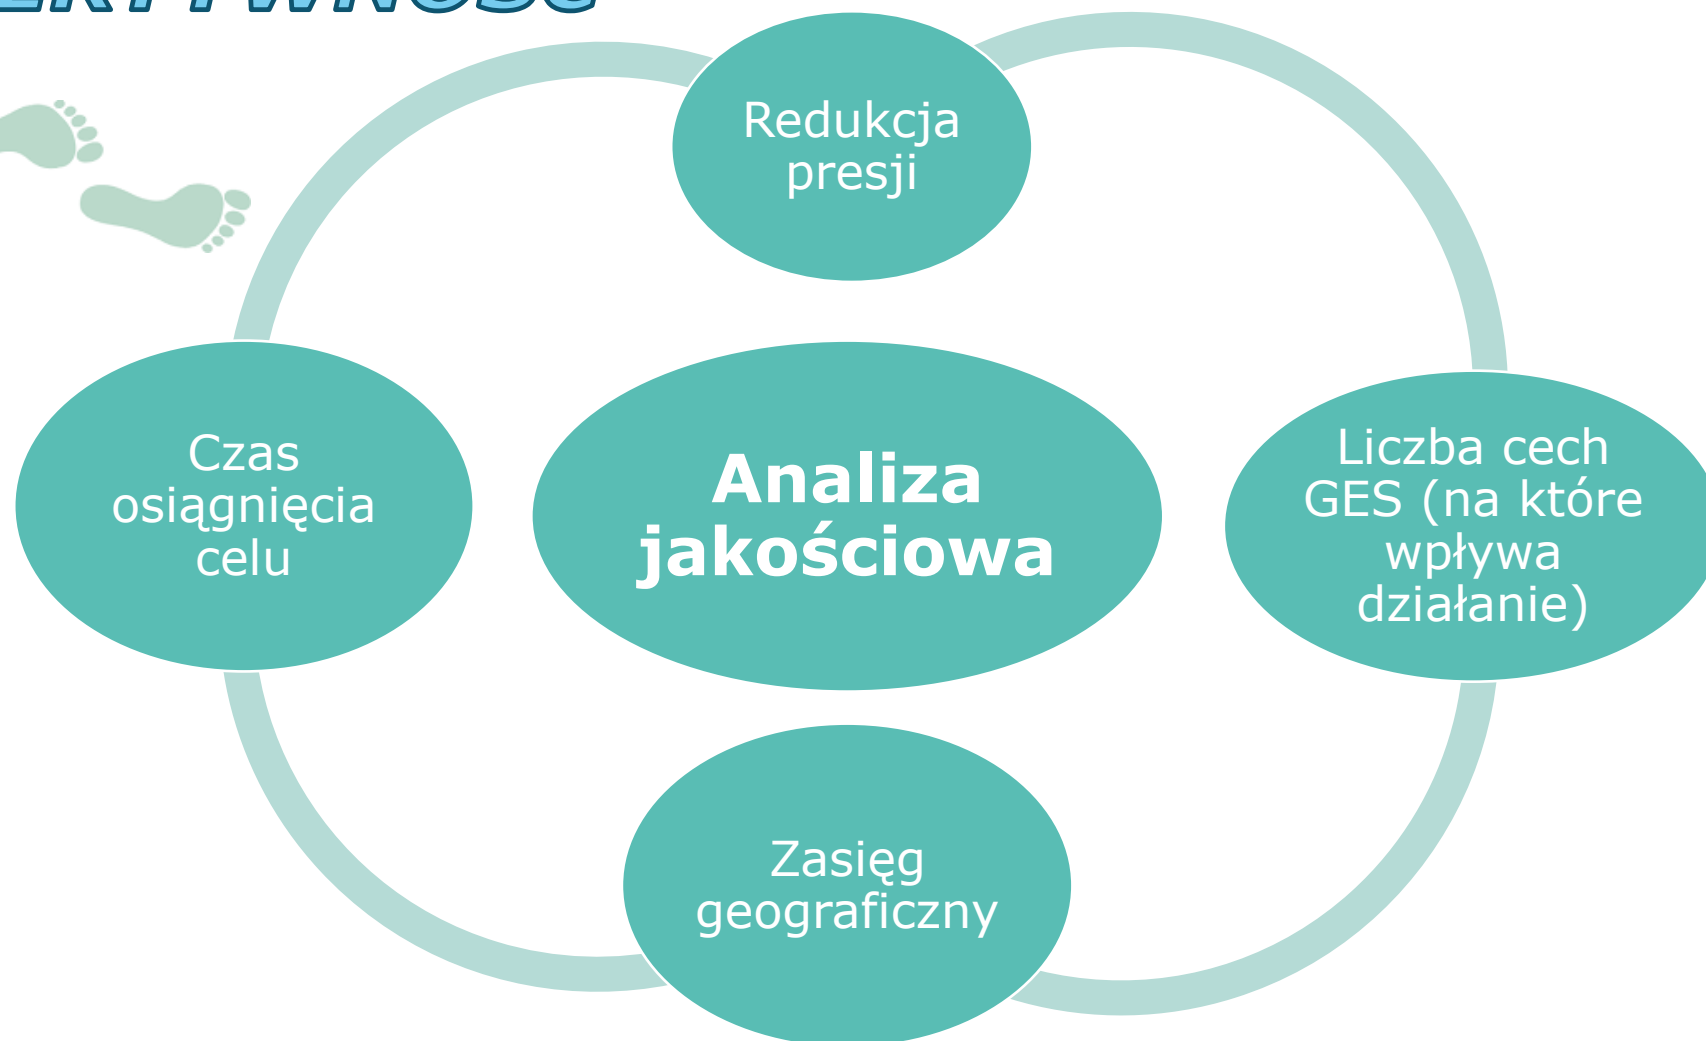 Redukcja
presji
Czas
osiągnięcia
celu
Analiza
jakościowa
Liczba cech
GES (na które
wpływa
działanie)
Zasięg
geograficzny